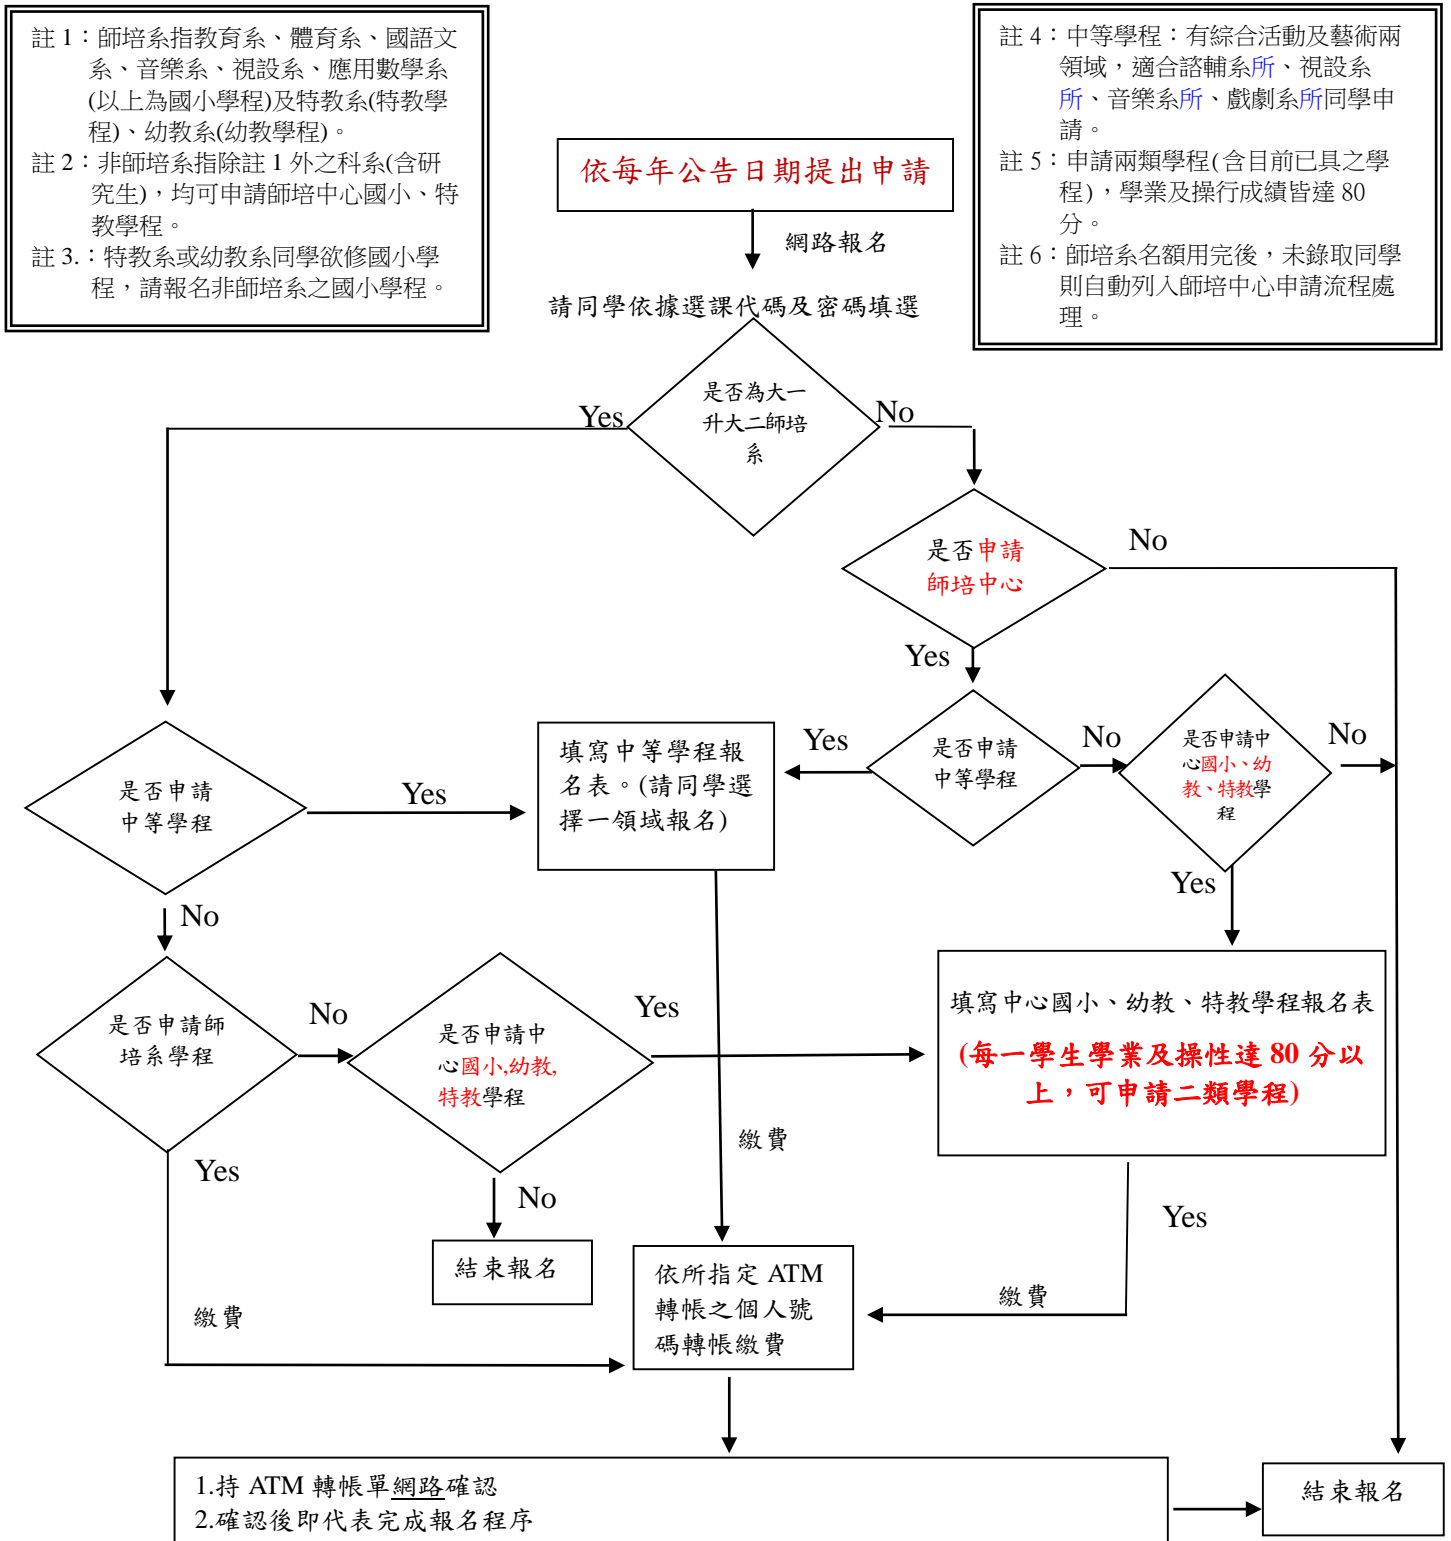 註 1：師培系指教育系、體育系、國語文
系、音樂系、視設系、應用數學系
(以上為國小學程)及特教系(特教學
程)、幼教系(幼教學程)。
註 2：非師培系指除註 1 外之科系(含研
究生)，均可申請師培中心國小、特
教學程。
註 3.：特教系或幼教系同學欲修國小學
程，請報名非師培系之國小學程。
註 4：中等學程：有綜合活動及藝術兩
領域，適合諮輔系所、視設系
所、音樂系所、戲劇系所同學申
請。
註 5：申請兩類學程(含目前已具之學
程)，學業及操行成績皆達 80
分。
註 6：師培系名額用完後，未錄取同學
則自動列入師培中心申請流程處
理。
依每年公告日期提出申請
網路報名
請同學依據選課代碼及密碼填選
是否為大一
升大二師培
系
Yes
No
是否申請
師培中心
No
Yes
是否申請
中等學程
Yes
填寫中等學程報
名表。(請同學選
擇一領域報名)
Yes
是否申請
中等學程
No
是否申請中
心國小、幼
教、特教學
程
No
Yes
No
是否申請師
培系學程
No
是否申請中
心國小,幼教,
特教學程
Yes
填寫中心國小、幼教、特教學程報名表
(每一學生學業及操性達 80 分以
上，可申請二類學程)
繳費
Yes
No
Yes
結束報名
依所指定 ATM
轉帳之個人號
碼轉帳繳費
繳費
繳費
1.持 ATM 轉帳單網路確認
2.確認後即代表完成報名程序
結束報名